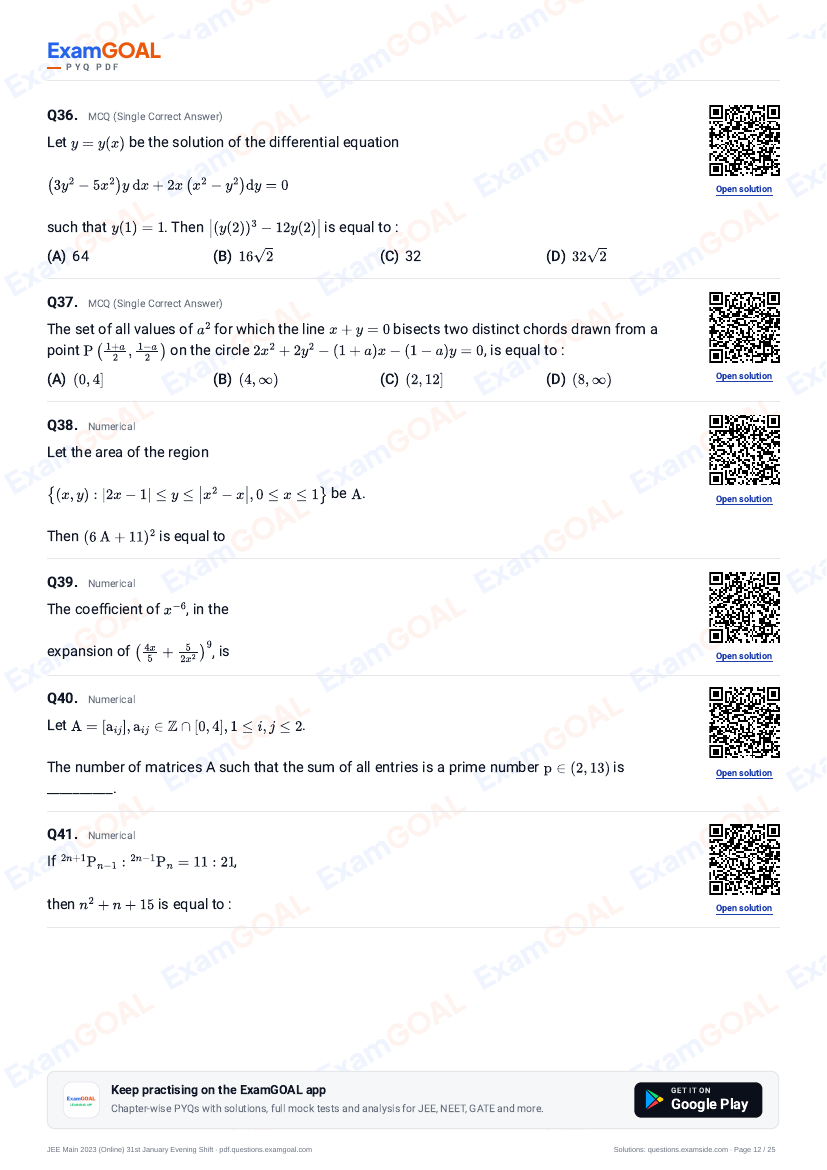 ExamGOAL
PYQ PDF
Q36. MCQ (Single Correct Answer)
Let y = y(x) be the solution of the differential equation
(3y² − 5x²)y dx + 2x (x² − y²)dy = 0
such that y(1) = 1. Then |(y(2))³ − 12y(2)| is equal to :
(A) 64 (B) 16√2 (C) 32 (D) 32√2
Open solution
Q37. MCQ (Single Correct Answer)
The set of all values of a² for which the line x + y = 0 bisects two distinct chords drawn from a
point P ((1+a)/2, (1−a)/2) on the circle 2x² + 2y² − (1 + a)x − (1 − a)y = 0, is equal to :
(A) (0, 4] (B) (4, ∞) (C) (2, 12] (D) (8, ∞)
Open solution
Q38. Numerical
Let the area of the region
{(x, y) : |2x − 1| ≤ y ≤ |x² − x|, 0 ≤ x ≤ 1} be A.
Then (6 A + 11)² is equal to
Open solution
Q39. Numerical
The coefficient of x⁻⁶, in the
expansion of (4x/5 + 5/2x²)⁹, is
Open solution
Q40. Numerical
Let A = [aᵢⱼ], aᵢⱼ ∈ ℤ ∩ [0, 4], 1 ≤ i, j ≤ 2.
The number of matrices A such that the sum of all entries is a prime number p ∈ (2, 13) is
__________.
Open solution
Q41. Numerical
If ²ⁿ⁺¹Pₙ₋₁ : ²ⁿ⁻¹Pₙ = 11 : 21,
then n² + n + 15 is equal to :
Open solution
Keep practising on the ExamGOAL app
Chapter-wise PYQs with solutions, full mock tests and analysis for JEE, NEET, GATE and more.
GET IT ON
Google Play
JEE Main 2023 (Online) 31st January Evening Shift · pdf.questions.examgoal.com
Solutions: questions.examside.com · Page 12 / 25